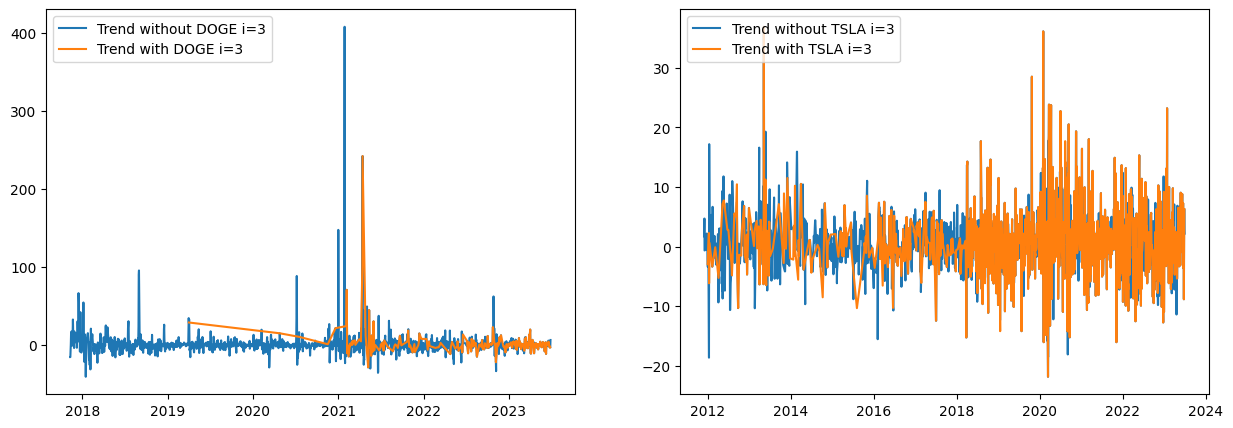 Trend without DOGE i=3
Trend with DOGE i=3
400
300
200
100
0
2018 2019 2020 2021 2022 2023
Trend without TSLA i=3
Trend with TSLA i=3
30
20
10
0
−10
−20
2012 2014 2016 2018 2020 2022 2024